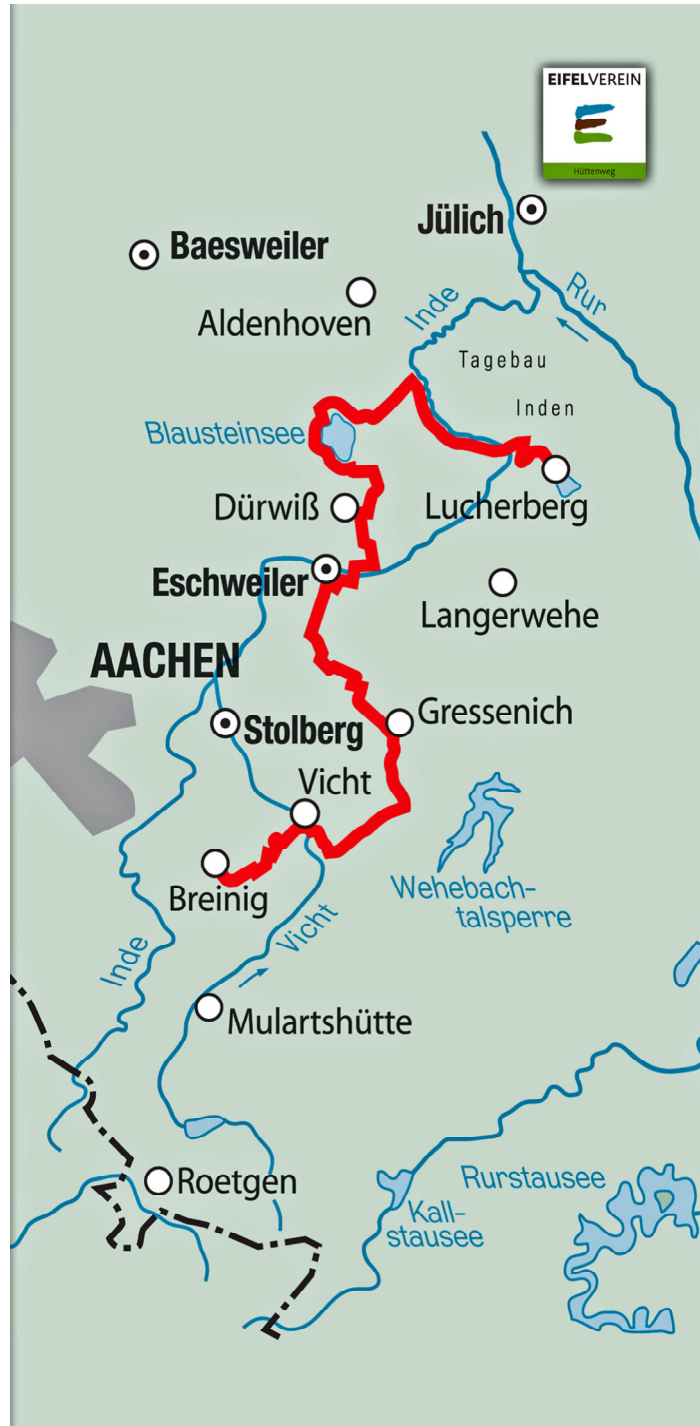 EIFELVEREIN
Hüttenweg
Jülich
Baesweiler
Aldenhoven
Inde
Rur
Tagebau
Inden
Blausteinsee
Dürwiß
Lucherberg
Eschweiler
Langerwehe
AACHEN
Stolberg
Gressenich
Vicht
Breinig
Wehebach-
talsperre
Vicht
Inde
Mulartshütte
Roetgen
Rurstausee
Kall-
stausee